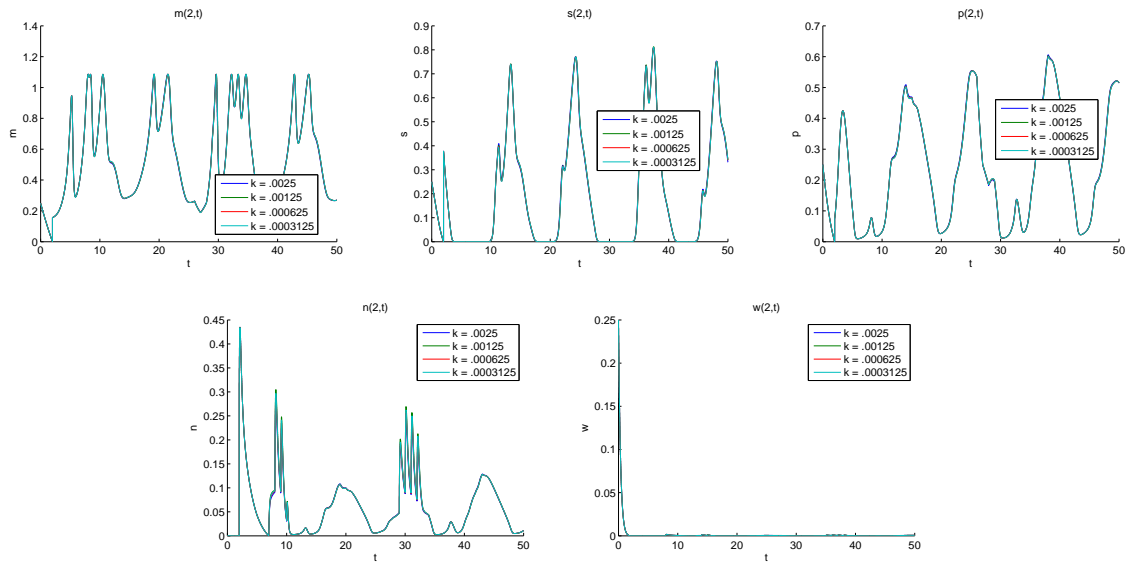 m(2,t)
1.4
1.2
1
0.8
0.6
0.4
0.2
0
m
0
10
20
30
40
50
t
k = .0025
k = .00125
k = .000625
k = .0003125
s(2,t)
0.9
0.8
0.7
0.6
0.5
0.4
0.3
0.2
0.1
0
s
0
10
20
30
40
50
t
k = .0025
k = .00125
k = .000625
k = .0003125
p(2,t)
0.7
0.6
0.5
0.4
0.3
0.2
0.1
0
p
0
10
20
30
40
50
t
k = .0025
k = .00125
k = .000625
k = .0003125
n(2,t)
0.45
0.4
0.35
0.3
0.25
0.2
0.15
0.1
0.05
0
n
0
10
20
30
40
50
t
k = .0025
k = .00125
k = .000625
k = .0003125
w(2,t)
0.25
0.2
0.15
0.1
0.05
0
w
0
10
20
30
40
50
t
k = .0025
k = .00125
k = .000625
k = .0003125